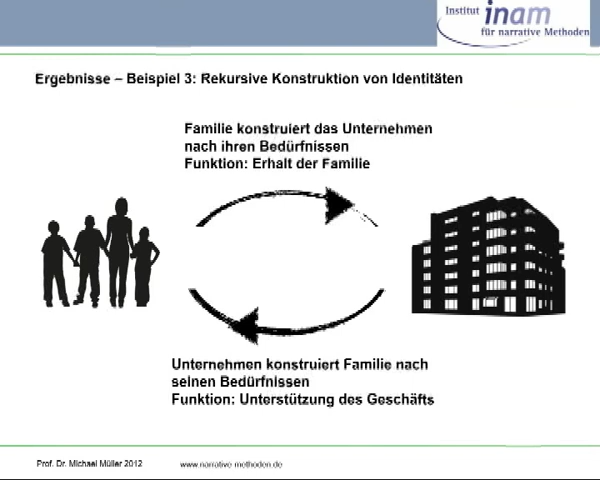 Institut inam
für narrative Methoden
Ergebnisse – Beispiel 3: Rekursive Konstruktion von Identitäten
Familie konstruiert das Unternehmen
nach ihren Bedürfnissen
Funktion: Erhalt der Familie
Unternehmen konstruiert Familie nach
seinen Bedürfnissen
Funktion: Unterstützung des Geschäfts
Prof. Dr. Michael Müller 2012
www.narrative-methoden.de